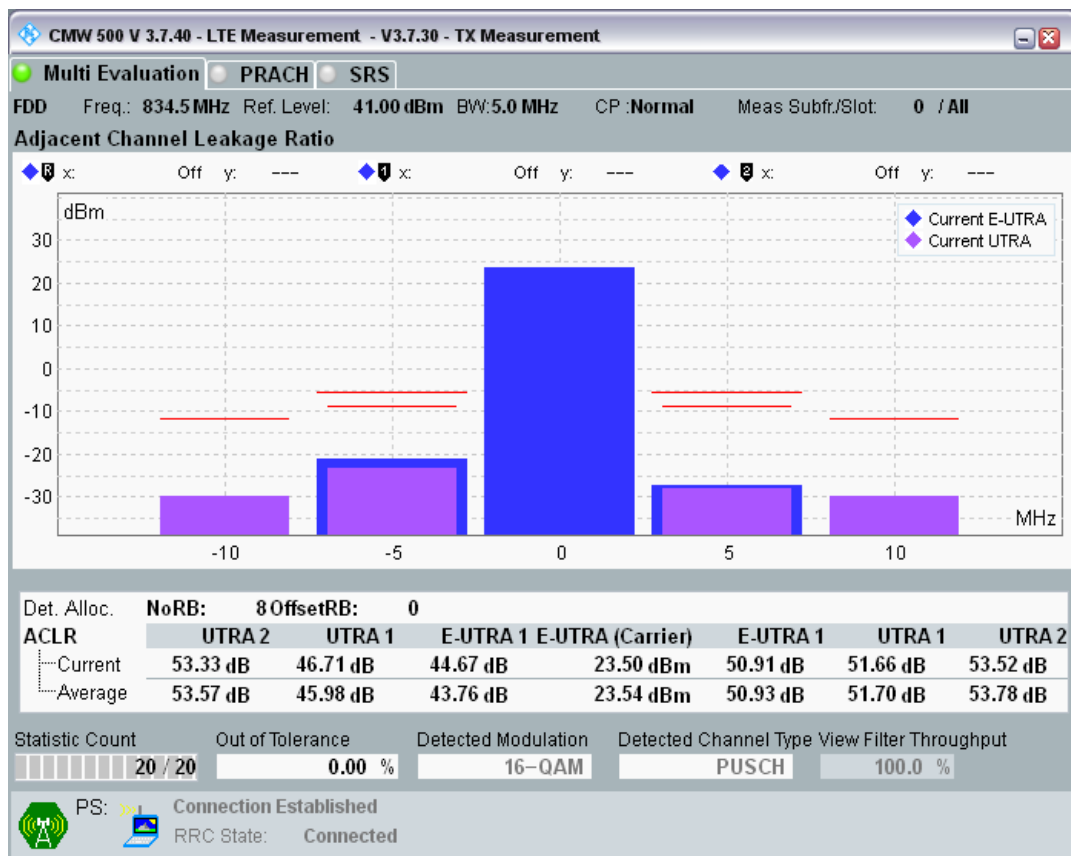 CMW 500 V 3.7.40 - LTE Measurement - V3.7.30 - TX Measurement
Multi Evaluation PRACH SRS
FDD Freq.: 834.5 MHz Ref. Level: 41.00 dBm BW:5.0 MHz CP :Normal Meas Subfr./Slot: 0 / All
Adjacent Channel Leakage Ratio
R x: Off y: --- 1 x: Off y: --- 2 x: Off y: ---
dBm
Current E-UTRA
Current UTRA
30
20
10
0
-10
-20
-30
MHz
-10 -5 0 5 10
Det. Alloc. NoRB: 8 OffsetRB: 0
ACLR UTRA 2 UTRA 1 E-UTRA 1 E-UTRA (Carrier) E-UTRA 1 UTRA 1 UTRA 2
Current 53.33 dB 46.71 dB 44.67 dB 23.50 dBm 50.91 dB 51.66 dB 53.52 dB
Average 53.57 dB 45.98 dB 43.76 dB 23.54 dBm 50.93 dB 51.70 dB 53.78 dB
Statistic Count Out of Tolerance Detected Modulation Detected Channel Type View Filter Throughput
20 / 20 0.00 % 16-QAM PUSCH 100.0 %
PS: Connection Established
RRC State: Connected